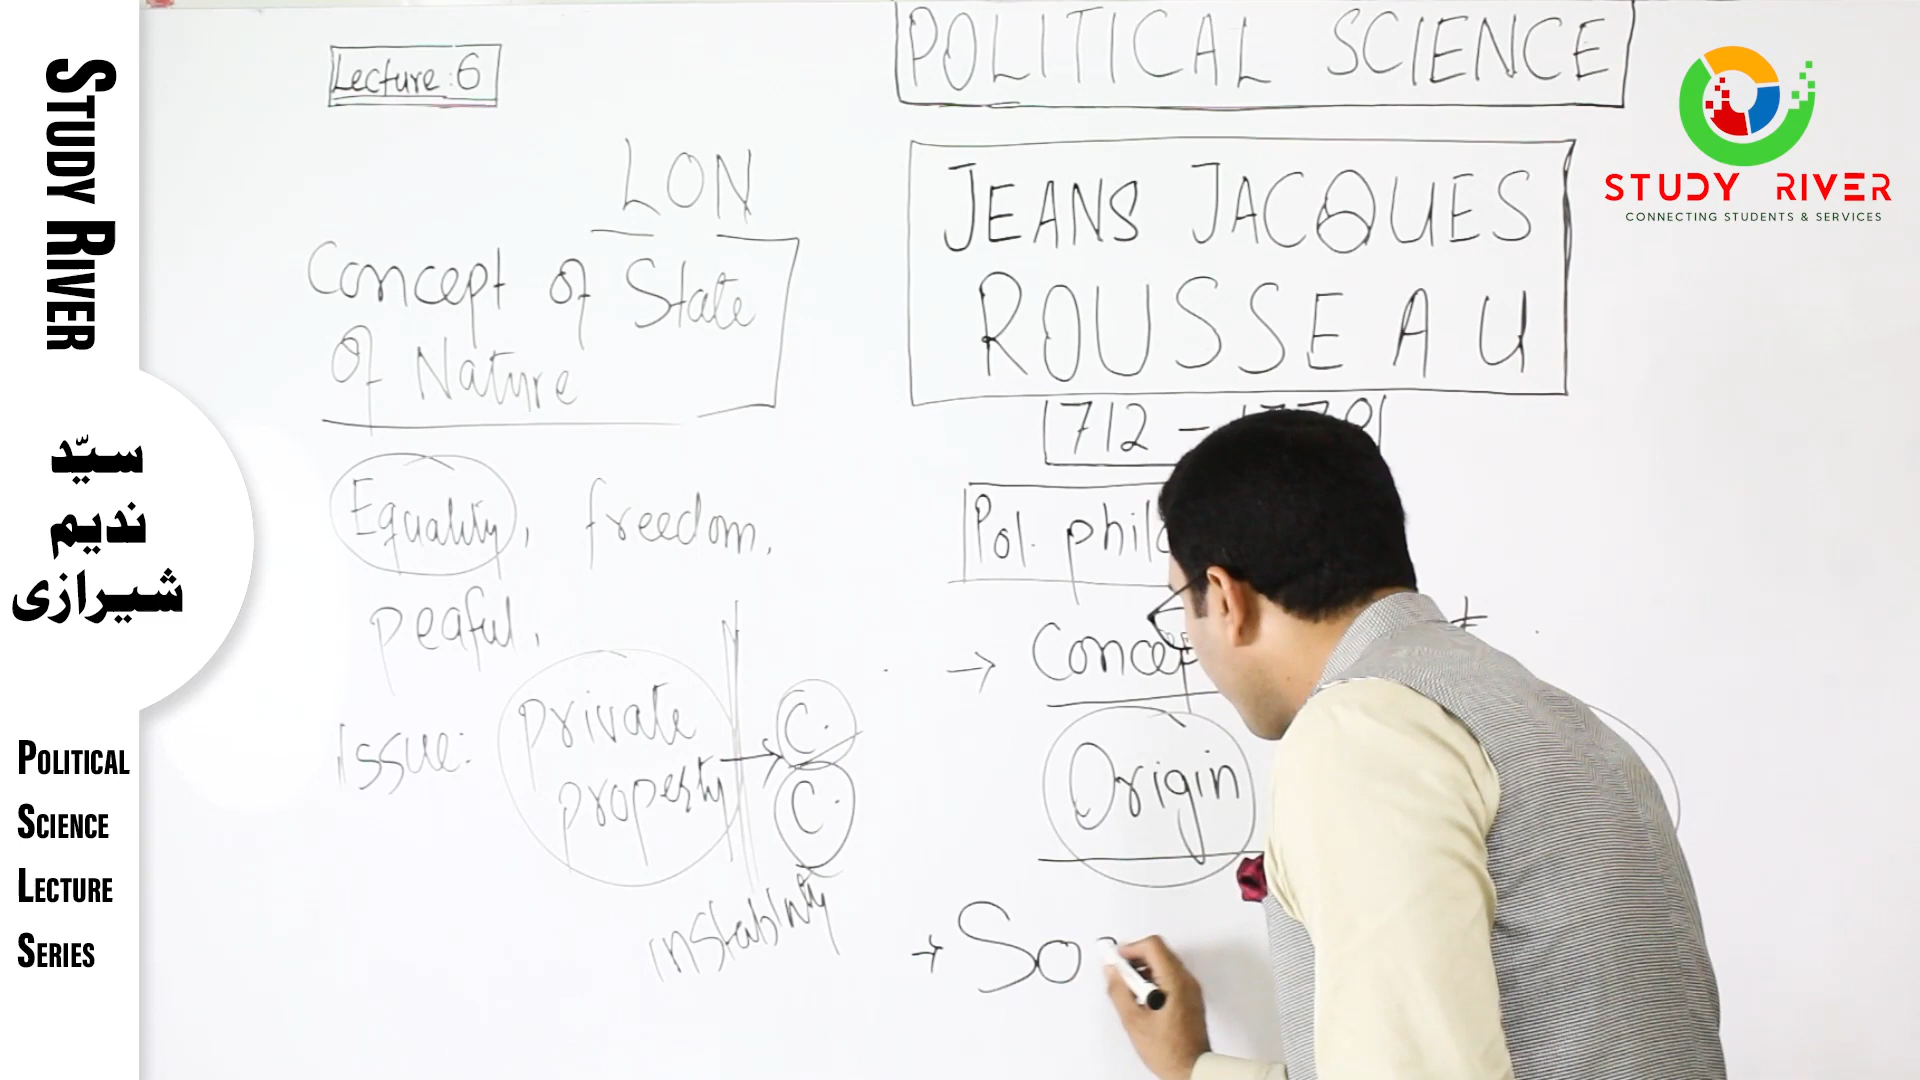 STUDY RIVER
سیّد
ندیم
شیرازی
POLITICAL
SCIENCE
LECTURE
SERIES
Lecture: 6
LON
Concept of State
of Nature
Equality, freedom,
peaful,
Issue: private
property → C.
C.
instability
POLITICAL SCIENCE
JEANS JACQUES
ROUSSEAU
1712 -
Pol.
→
Origin
→ So
STUDY RIVER
CONNECTING STUDENTS & SERVICES